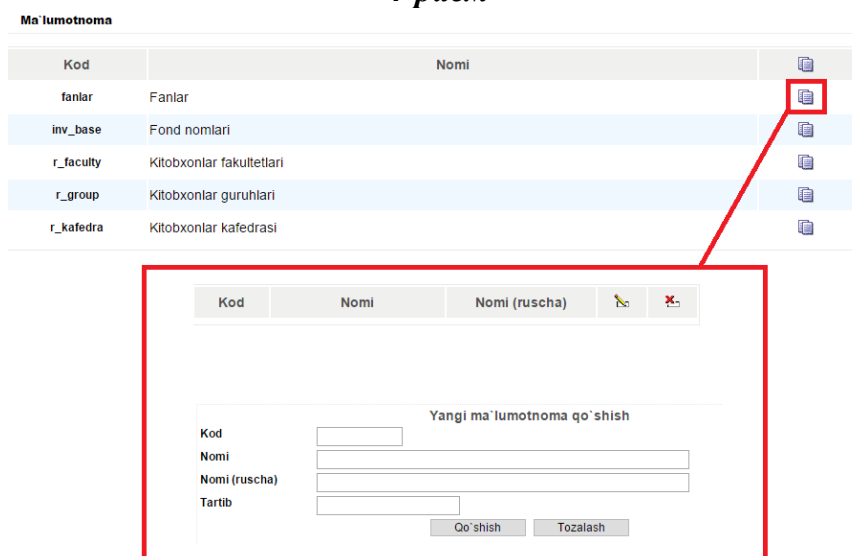 Ma`lumotnoma
Kod Nomi
fanlar Fanlar
inv_base Fond nomlari
r_faculty Kitobxonlar fakultetlari
r_group Kitobxonlar guruhlari
r_kafedra Kitobxonlar kafedrasi
Kod Nomi Nomi (ruscha)
Yangi ma`lumotnoma qo`shish
Kod
Nomi
Nomi (ruscha)
Tartib
Qo`shish Tozalash